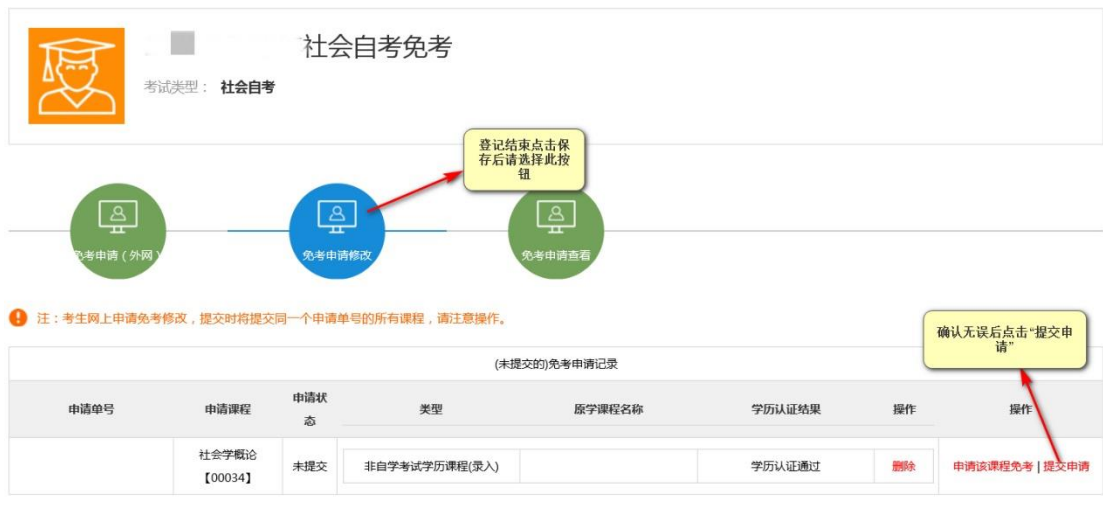 社会自考免考
考试类型： 社会自考
登记结束点击保
存后请选择此按
钮
免考申请（外网）
免考申请修改
免考申请查看
注：考生网上申请免考修改，提交时将提交同一个申请单号的所有课程，请注意操作。
确认无误后点击“提交申
请”
(未提交的)免考申请记录
申请单号 申请课程 申请状 类型 原学课程名称 学历认证结果 操作 操作
态
社会学概论
【00034】
未提交 非自学考试学历课程(录入) 学历认证通过 删除 申请该课程免考 | 提交申请